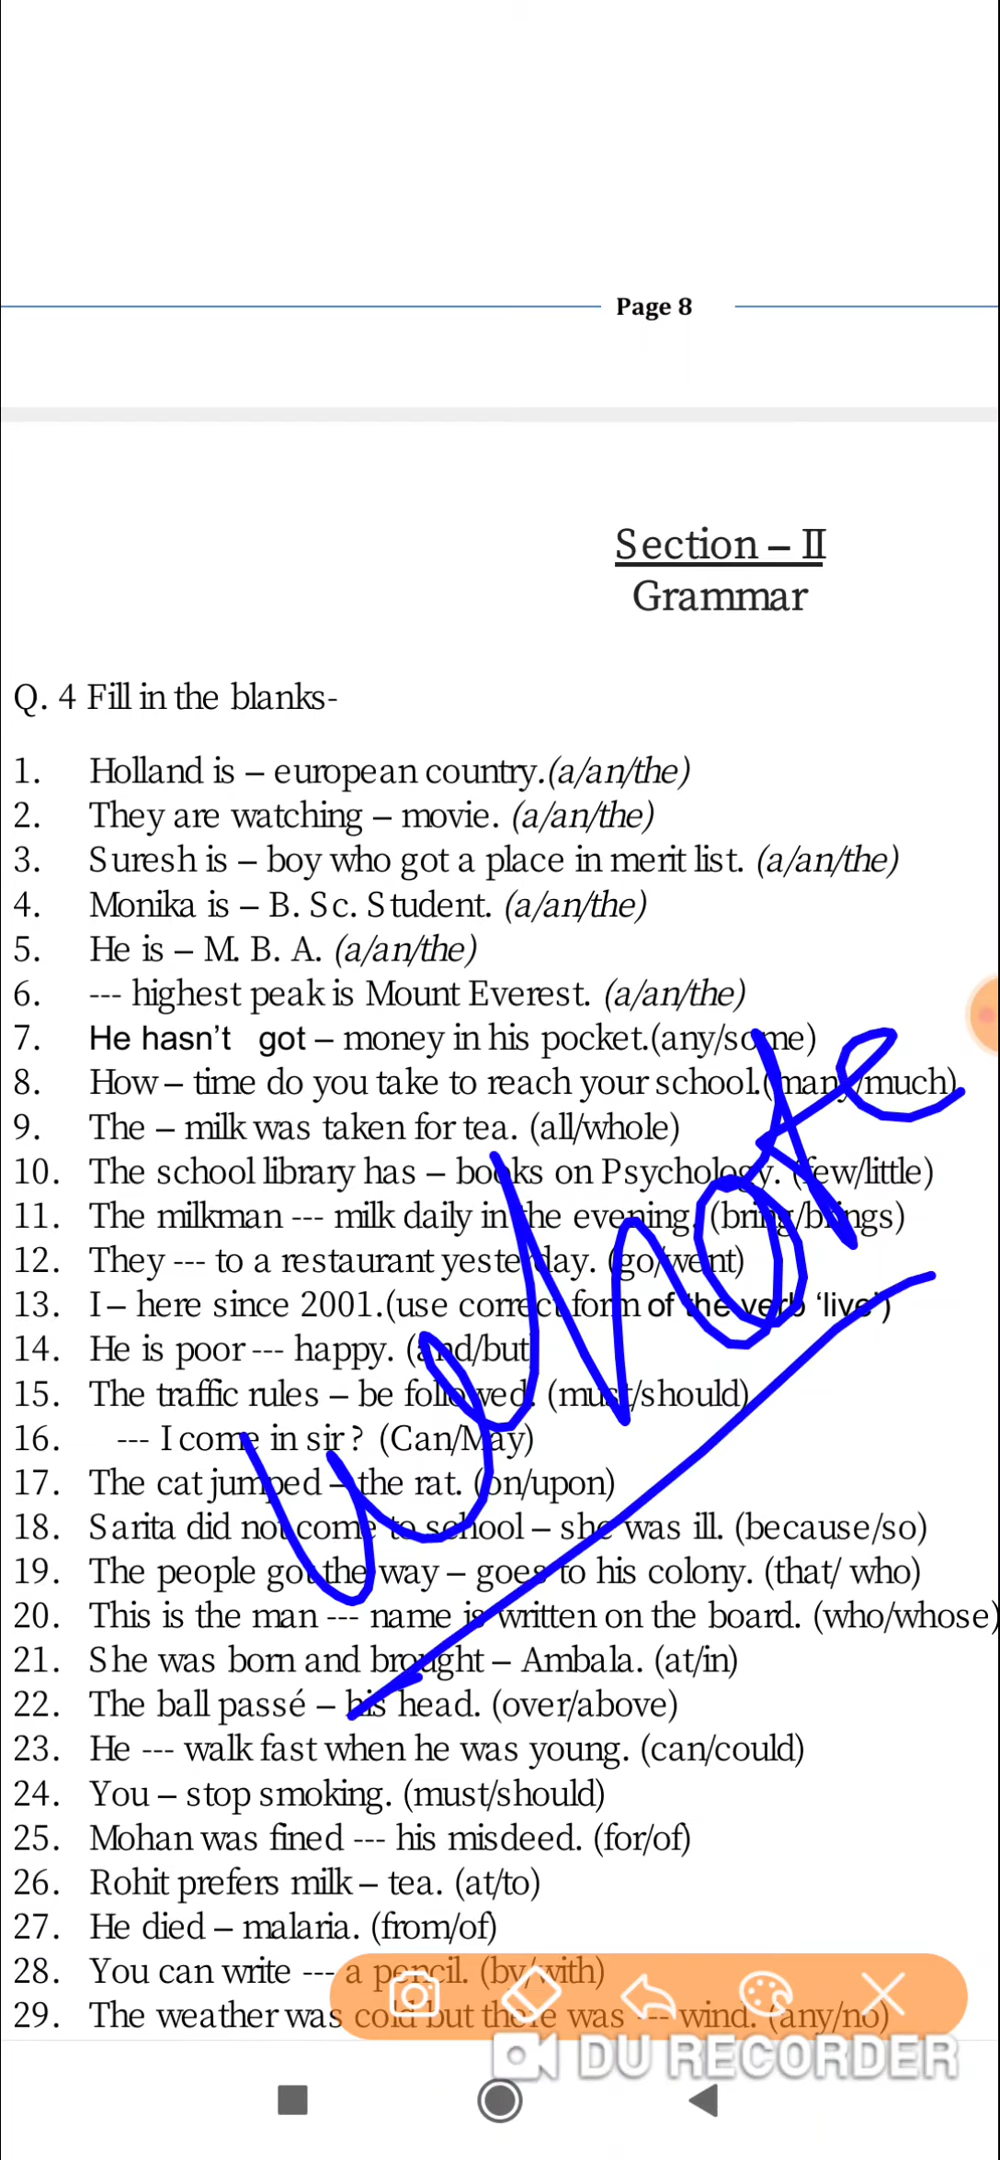 Page 8
Section – II
Grammar
Q. 4 Fill in the blanks-
1. Holland is – european country.(a/an/the)
2. They are watching – movie. (a/an/the)
3. Suresh is – boy who got a place in merit list. (a/an/the)
4. Monika is – B. Sc. Student. (a/an/the)
5. He is – M. B. A. (a/an/the)
6. --- highest peak is Mount Everest. (a/an/the)
7. He hasn’t got – money in his pocket.(any/some)
8. How – time do you take to reach your school.(many/much)
9. The – milk was taken for tea. (all/whole)
10. The school library has – books on Psychology. (few/little)
11. The milkman --- milk daily in the evening. (bring/brings)
12. They --- to a restaurant yesterday. (go/went)
13. I – here since 2001.(use correct form of the verb ‘live’)
14. He is poor --- happy. (and/but)
15. The traffic rules – be followed. (must/should)
16. --- I come in sir? (Can/May)
17. The cat jumped – the rat. (on/upon)
18. Sarita did not come to school – she was ill. (because/so)
19. The people got the way – goes to his colony. (that/ who)
20. This is the man --- name is written on the board. (who/whose)
21. She was born and brought – Ambala. (at/in)
22. The ball passé – his head. (over/above)
23. He --- walk fast when he was young. (can/could)
24. You – stop smoking. (must/should)
25. Mohan was fined --- his misdeed. (for/of)
26. Rohit prefers milk – tea. (at/to)
27. He died – malaria. (from/of)
28. You can write --- a pencil. (by/with)
29. The weather was cold but there was --- wind. (any/no)
DU RECORDER